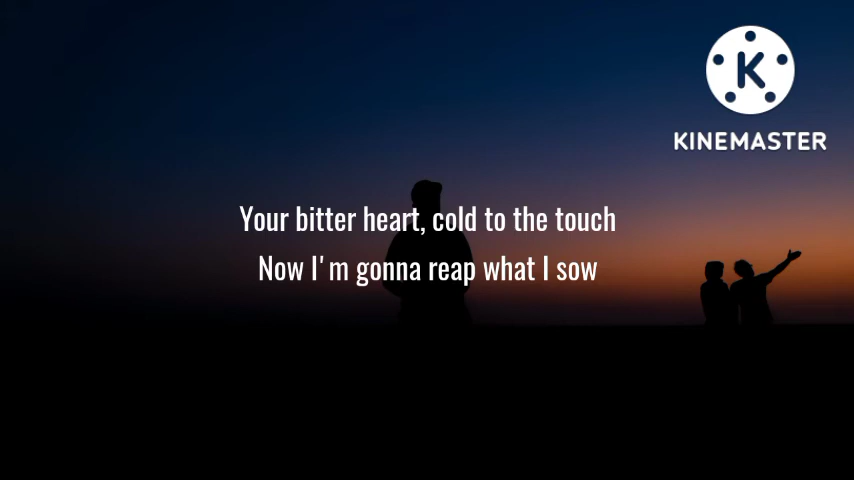 K
KINEMASTER
Your bitter heart, cold to the touch
Now I'm gonna reap what I sow